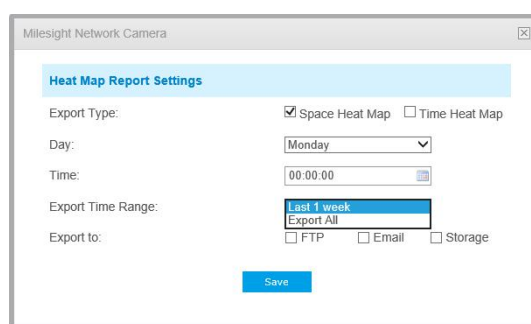 Milesight Network Camera
Heat Map Report Settings
Export Type: Space Heat Map Time Heat Map
Day: Monday
Time: 00:00:00
Export Time Range: Last 1 week
Export All
Export to: FTP Email Storage
Save